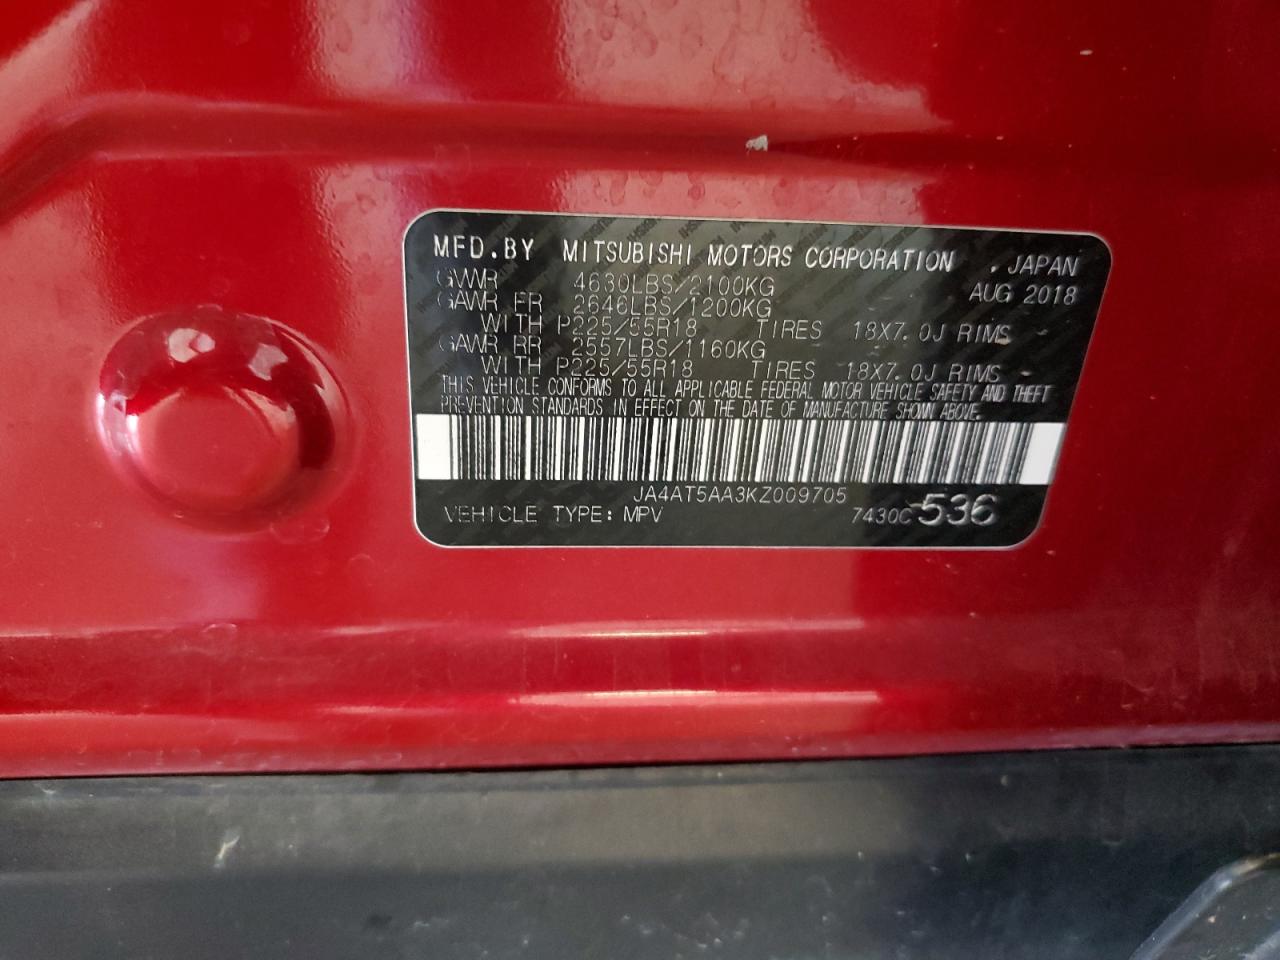 MFD.BY MITSUBISHI MOTORS CORPORATION , JAPAN
GVWR 4630LBS/2100KG AUG 2018
GAWR FR 2646LBS/1200KG
WITH P225/55R18 TIRES 18X7.0J RIMS
GAWR RR 2557LBS/1160KG
WITH P225/55R18 TIRES 18X7.0J RIMS
THIS VEHICLE CONFORMS TO ALL APPLICABLE FEDERAL MOTOR VEHICLE SAFETY AND THEFT
PREVENTION STANDARDS IN EFFECT ON THE DATE OF MANUFACTURE SHOWN ABOVE.
JA4AT5AA3KZ009705
VEHICLE TYPE: MPV 7430C 536